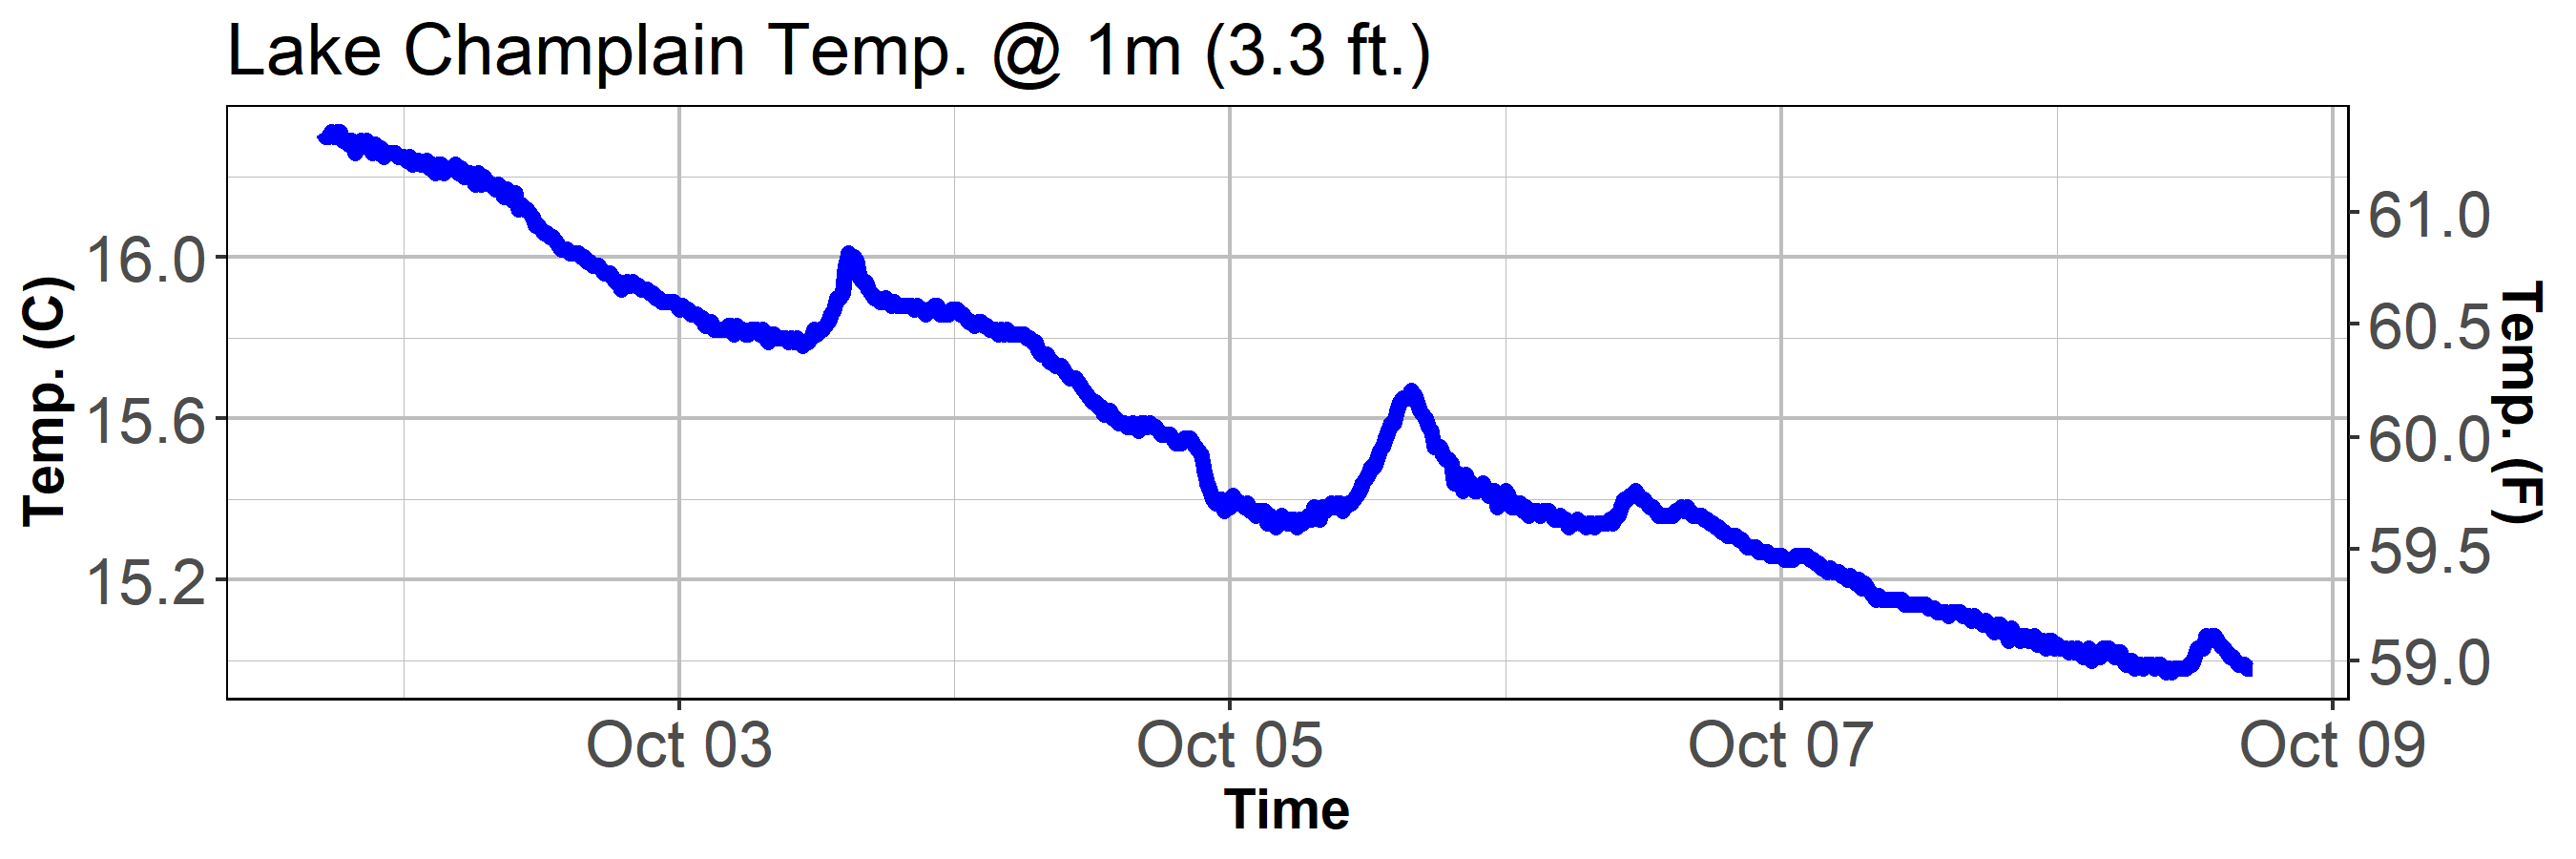 Lake Champlain Temp. @ 1m (3.3 ft.)
Temp. (C)
16.0
15.6
15.2
61.0
60.5
60.0
59.5
59.0
Temp. (F)
Oct 03
Oct 05
Oct 07
Oct 09
Time